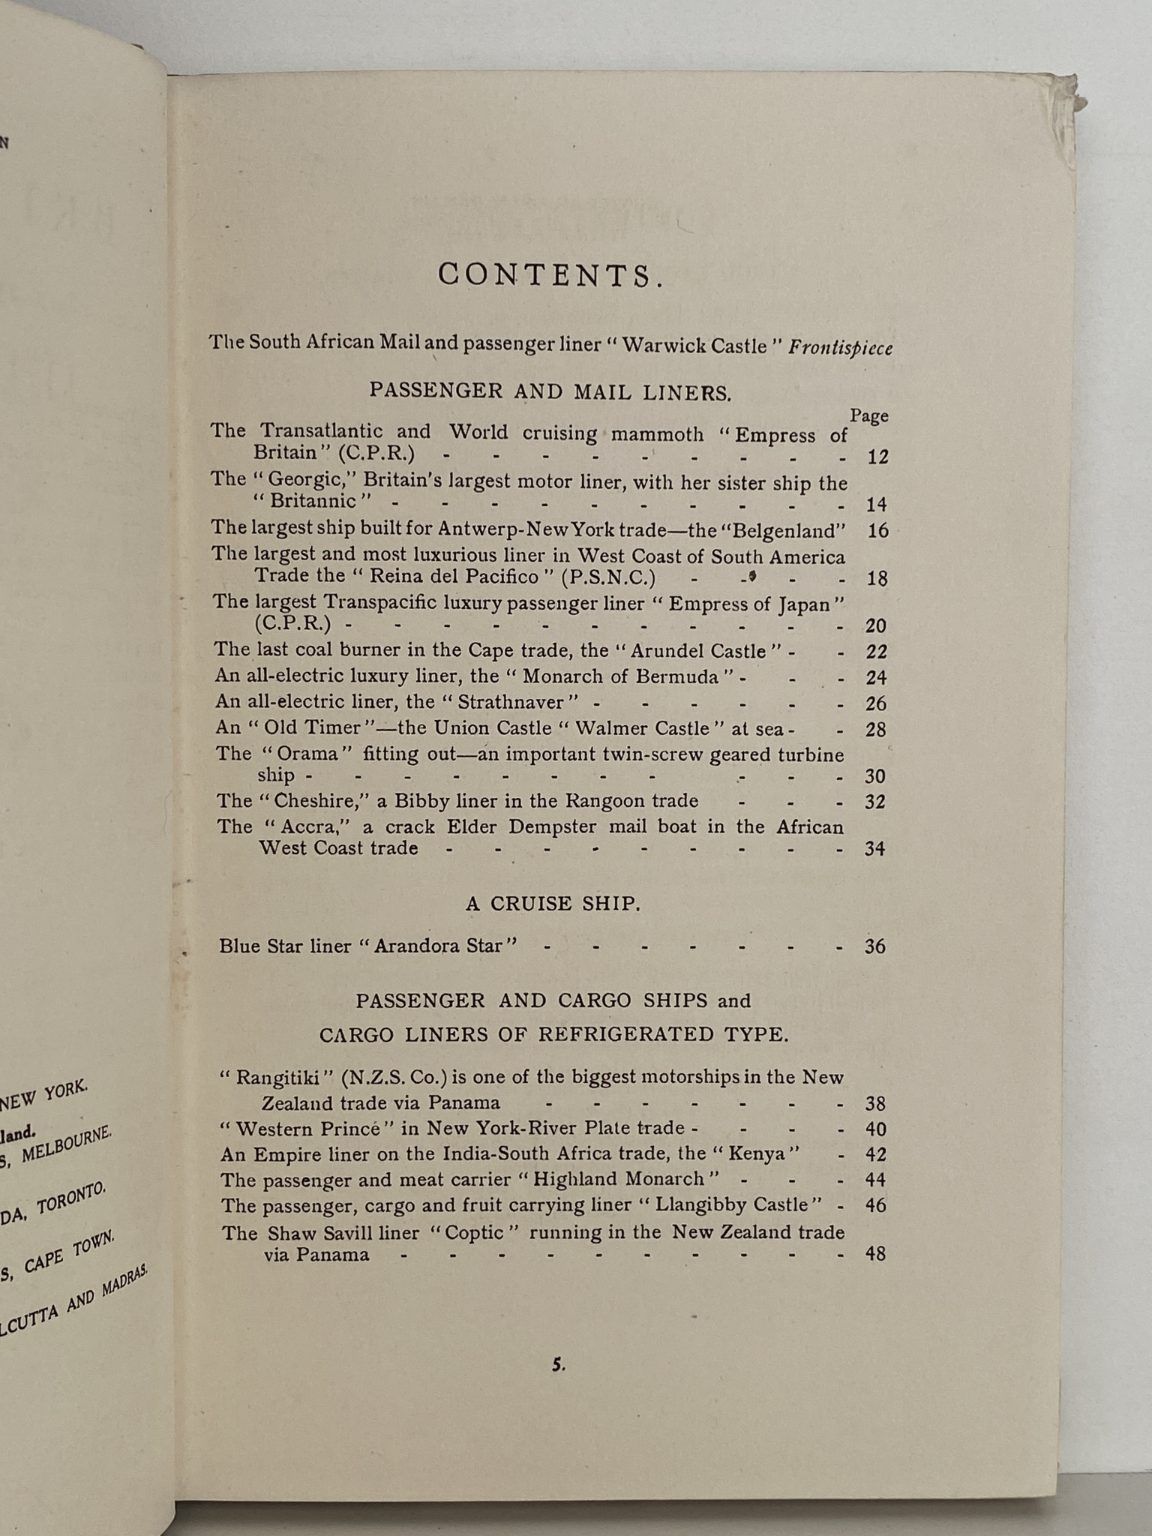 N
NEW YORK.
land.
S, MELBOURNE.
DA, TORONTO.
S, CAPE TOWN.
LCUTTA AND MADRAS.
CONTENTS.
The South African Mail and passenger liner “ Warwick Castle ” Frontispiece
PASSENGER AND MAIL LINERS.
Page
The Transatlantic and World cruising mammoth “ Empress of
Britain ” (C.P.R.) - - - - - - - - - 12
The “ Georgic,” Britain's largest motor liner, with her sister ship the
“ Britannic ” - - - - - - - - - - 14
The largest ship built for Antwerp-New York trade—the “Belgenland” 16
The largest and most luxurious liner in West Coast of South America
Trade the “ Reina del Pacifico ” (P.S.N.C.) - - - - 18
The largest Transpacific luxury passenger liner “ Empress of Japan ”
(C.P.R.) - - - - - - - - - - - 20
The last coal burner in the Cape trade, the “ Arundel Castle ” - - 22
An all-electric luxury liner, the “ Monarch of Bermuda ” - - - 24
An all-electric liner, the “ Strathnaver ” - - - - - - 26
An “ Old Timer ”—the Union Castle “ Walmer Castle ” at sea - - 28
The “ Orama ” fitting out—an important twin-screw geared turbine
ship - - - - - - - - - - - 30
The “ Cheshire,” a Bibby liner in the Rangoon trade - - - 32
The “ Accra,” a crack Elder Dempster mail boat in the African
West Coast trade - - - - - - - - - 34
A CRUISE SHIP.
Blue Star liner “ Arandora Star ” - - - - - - - 36
PASSENGER AND CARGO SHIPS and
CARGO LINERS OF REFRIGERATED TYPE.
“ Rangitiki ” (N.Z.S. Co.) is one of the biggest motorships in the New
Zealand trade via Panama - - - - - - - 38
“ Western Prince ” in New York-River Plate trade - - - - 40
An Empire liner on the India-South Africa trade, the “ Kenya ” - 42
The passenger and meat carrier “ Highland Monarch ” - - - 44
The passenger, cargo and fruit carrying liner “ Llangibby Castle ” - 46
The Shaw Savill liner “ Coptic ” running in the New Zealand trade
via Panama - - - - - - - - - - 48
5.